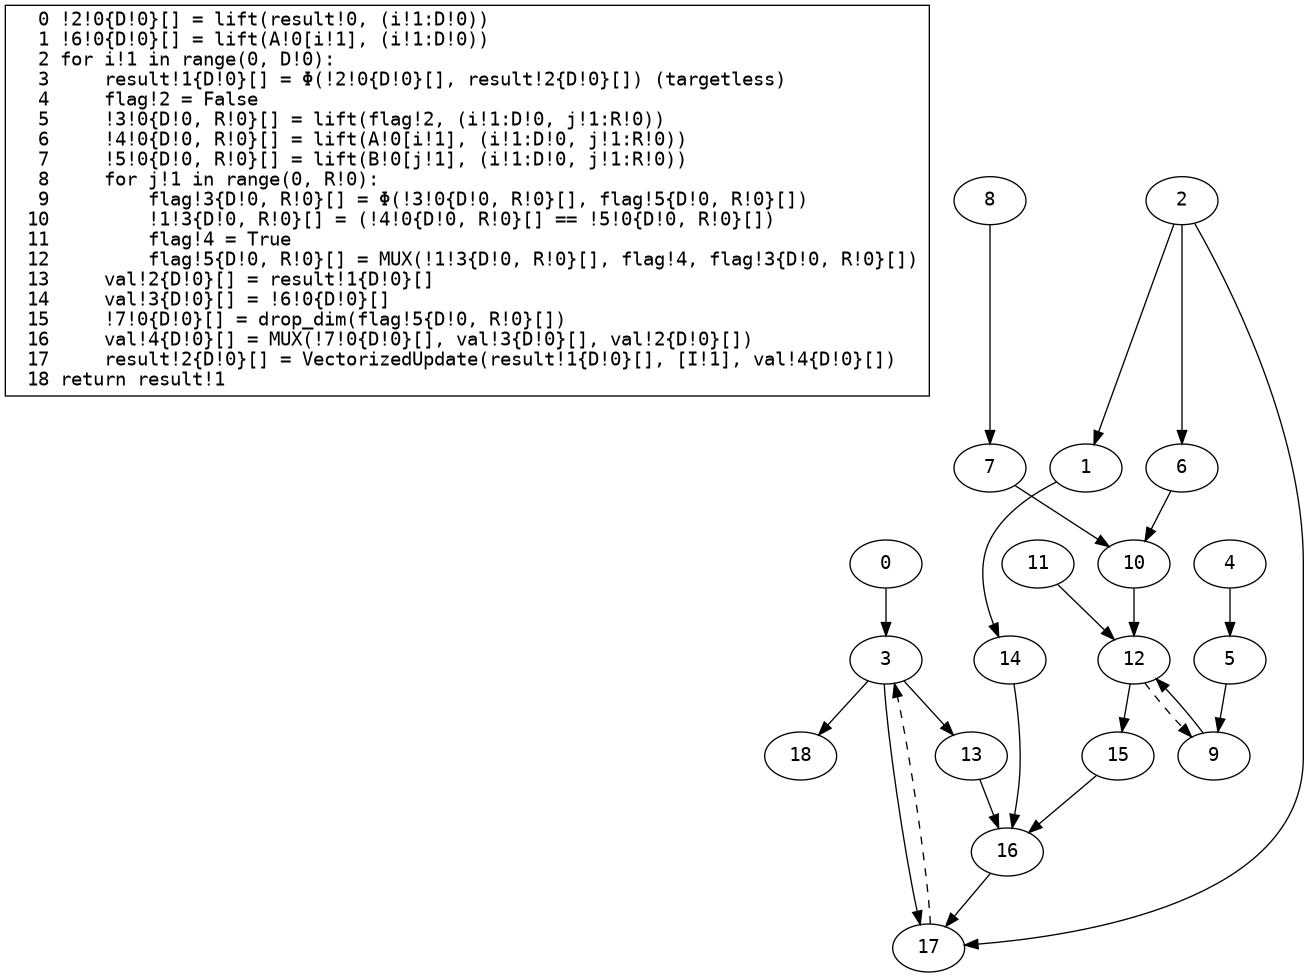 0 !2!0{D!0}[] = lift(result!0, (i!1:D!0))
1 !6!0{D!0}[] = lift(A!0[i!1], (i!1:D!0))
2 for i!1 in range(0, D!0):
3     result!1{D!0}[] = Φ(!2!0{D!0}[], result!2{D!0}[]) (targetless)
4     flag!2 = False
5     !3!0{D!0, R!0}[] = lift(flag!2, (i!1:D!0, j!1:R!0))
6     !4!0{D!0, R!0}[] = lift(A!0[i!1], (i!1:D!0, j!1:R!0))
7     !5!0{D!0, R!0}[] = lift(B!0[j!1], (i!1:D!0, j!1:R!0))
8     for j!1 in range(0, R!0):
9         flag!3{D!0, R!0}[] = Φ(!3!0{D!0, R!0}[], flag!5{D!0, R!0}[])
10         !1!3{D!0, R!0}[] = (!4!0{D!0, R!0}[] == !5!0{D!0, R!0}[])
11         flag!4 = True
12         flag!5{D!0, R!0}[] = MUX(!1!3{D!0, R!0}[], flag!4, flag!3{D!0, R!0}[])
13     val!2{D!0}[] = result!1{D!0}[]
14     val!3{D!0}[] = !6!0{D!0}[]
15     !7!0{D!0}[] = drop_dim(flag!5{D!0, R!0}[])
16     val!4{D!0}[] = MUX(!7!0{D!0}[], val!3{D!0}[], val!2{D!0}[])
17     result!2{D!0}[] = VectorizedUpdate(result!1{D!0}[], [I!1], val!4{D!0}[])
18 return result!1
8
2
7
1
6
0
11
10
4
3
14
12
5
18
13
15
9
16
17